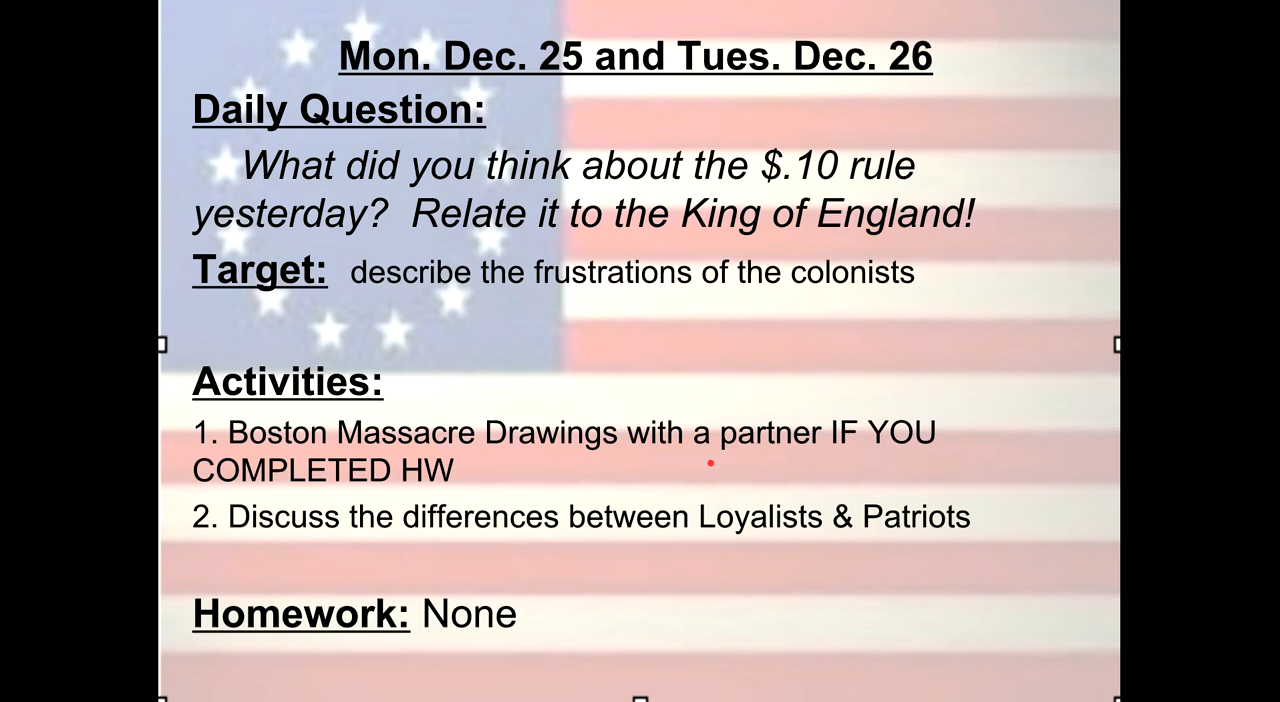 Mon. Dec. 25 and Tues. Dec. 26
Daily Question:
What did you think about the $.10 rule
yesterday?  Relate it to the King of England!
Target:  describe the frustrations of the colonists
Activities:
1. Boston Massacre Drawings with a partner IF YOU
COMPLETED HW
2. Discuss the differences between Loyalists & Patriots
Homework: None